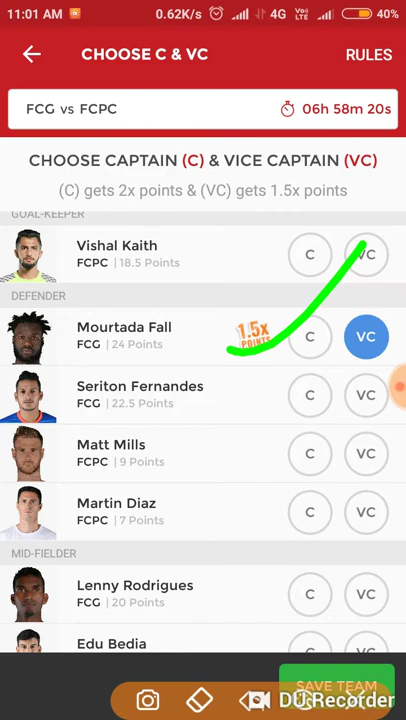 11:01 AM 0.62K/s 4G VoJ LTE 40%
CHOOSE C & VC RULES
FCG vs FCPC 06h 58m 20s
CHOOSE CAPTAIN (C) & VICE CAPTAIN (VC)
(C) gets 2x points & (VC) gets 1.5x points
GOAL-KEEPER
Vishal Kaith
FCPC | 18.5 Points
C VC
DEFENDER
Mourtada Fall
FCG | 24 Points
1.5x
POINTS
C VC
Seriton Fernandes
FCG | 22.5 Points
C VC
Matt Mills
FCPC | 9 Points
C VC
Martin Diaz
FCPC | 7 Points
C VC
MID-FIELDER
Lenny Rodrigues
FCG | 20 Points
C VC
Edu Bedia
C VC
SAVE TEAM
DU Recorder